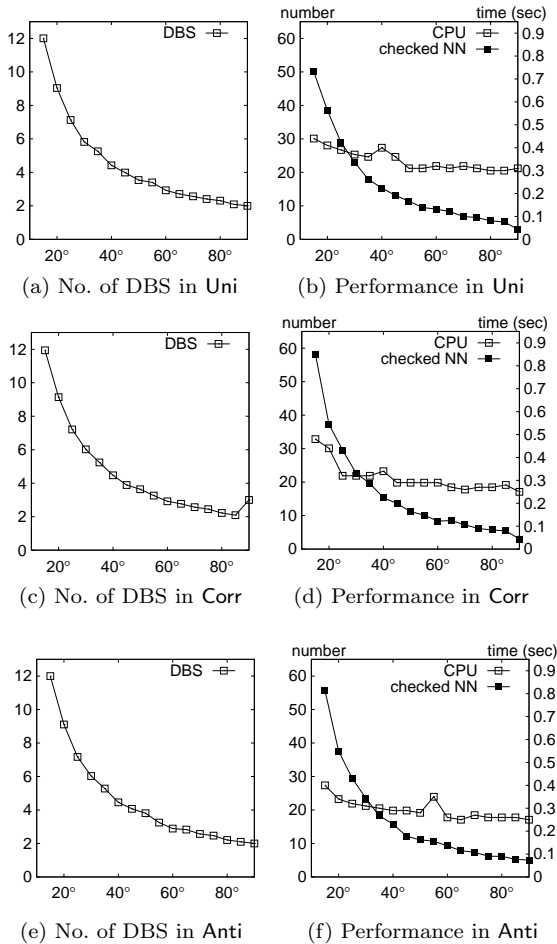 number
time (sec)
DBS
CPU
checked NN
12
10
8
6
4
2
0
60
50
40
30
20
10
0
0.9
0.8
0.7
0.6
0.5
0.4
0.3
0.2
0.1
0
20° 40° 60° 80°
20° 40° 60° 80°
(a) No. of DBS in Uni
(b) Performance in Uni
number
time (sec)
DBS
CPU
checked NN
12
10
8
6
4
2
0
60
50
40
30
20
10
0
0.9
0.8
0.7
0.6
0.5
0.4
0.3
0.2
0.1
0
20° 40° 60° 80°
20° 40° 60° 80°
(c) No. of DBS in Corr
(d) Performance in Corr
number
time (sec)
DBS
CPU
checked NN
12
10
8
6
4
2
0
60
50
40
30
20
10
0
0.9
0.8
0.7
0.6
0.5
0.4
0.3
0.2
0.1
0
20° 40° 60° 80°
20° 40° 60° 80°
(e) No. of DBS in Anti
(f) Performance in Anti